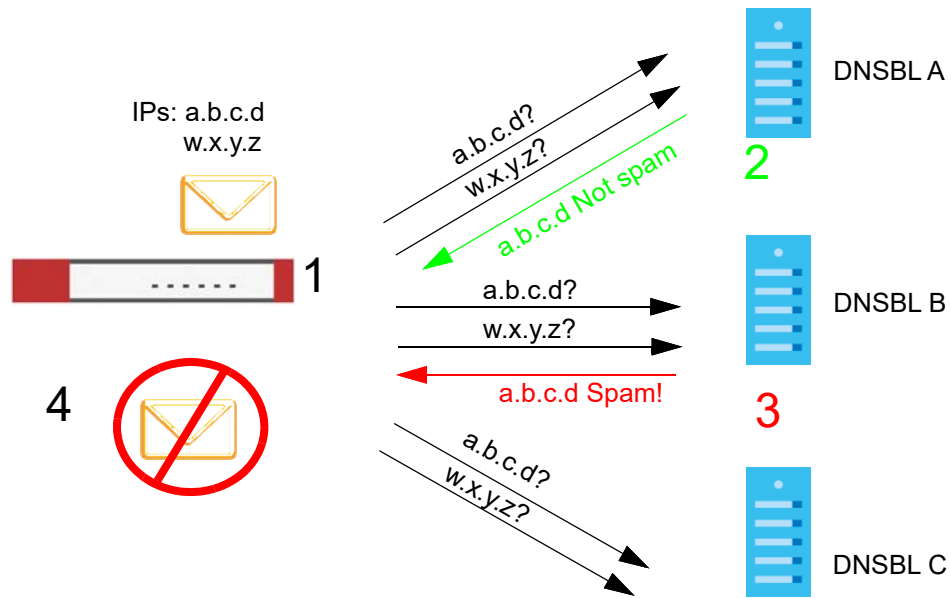 IPs: a.b.c.d
w.x.y.z
1
a.b.c.d?
w.x.y.z?
a.b.c.d Not spam
DNSBL A
2
a.b.c.d?
w.x.y.z?
a.b.c.d Spam!
DNSBL B
3
4
a.b.c.d?
w.x.y.z?
DNSBL C